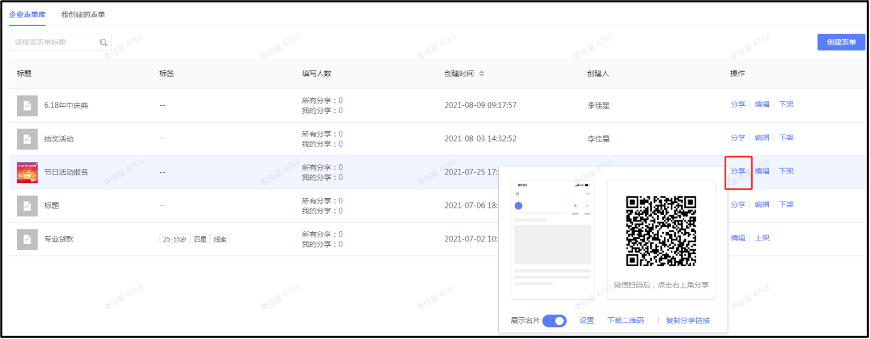 企业表单库 我创建的表单
请搜索表单标题 创建表单
标题 标签 填写人数 创建时间 创建人 操作
6.18年中庆典 -- 所有分享：0 我的分享：0 2021-08-09 09:17:57 李佳星 分享 编辑 下架
抽奖活动 -- 所有分享：0 我的分享：0 2021-08-03 14:32:52 李佳星 分享 编辑 下架
节日活动报名 -- 所有分享：0 我的分享：0 2021-07-25 17: 分享 编辑 下架
标题 -- 所有分享：0 我的分享：0 2021-07-06 18: 分享 编辑 下架
专业贷款 25-55岁 四星 线索 所有分享：0 我的分享：0 2021-07-02 10: 编辑 上架
微信扫码后，点击右上角分享
展示名片 设置 下载二维码 复制分享链接